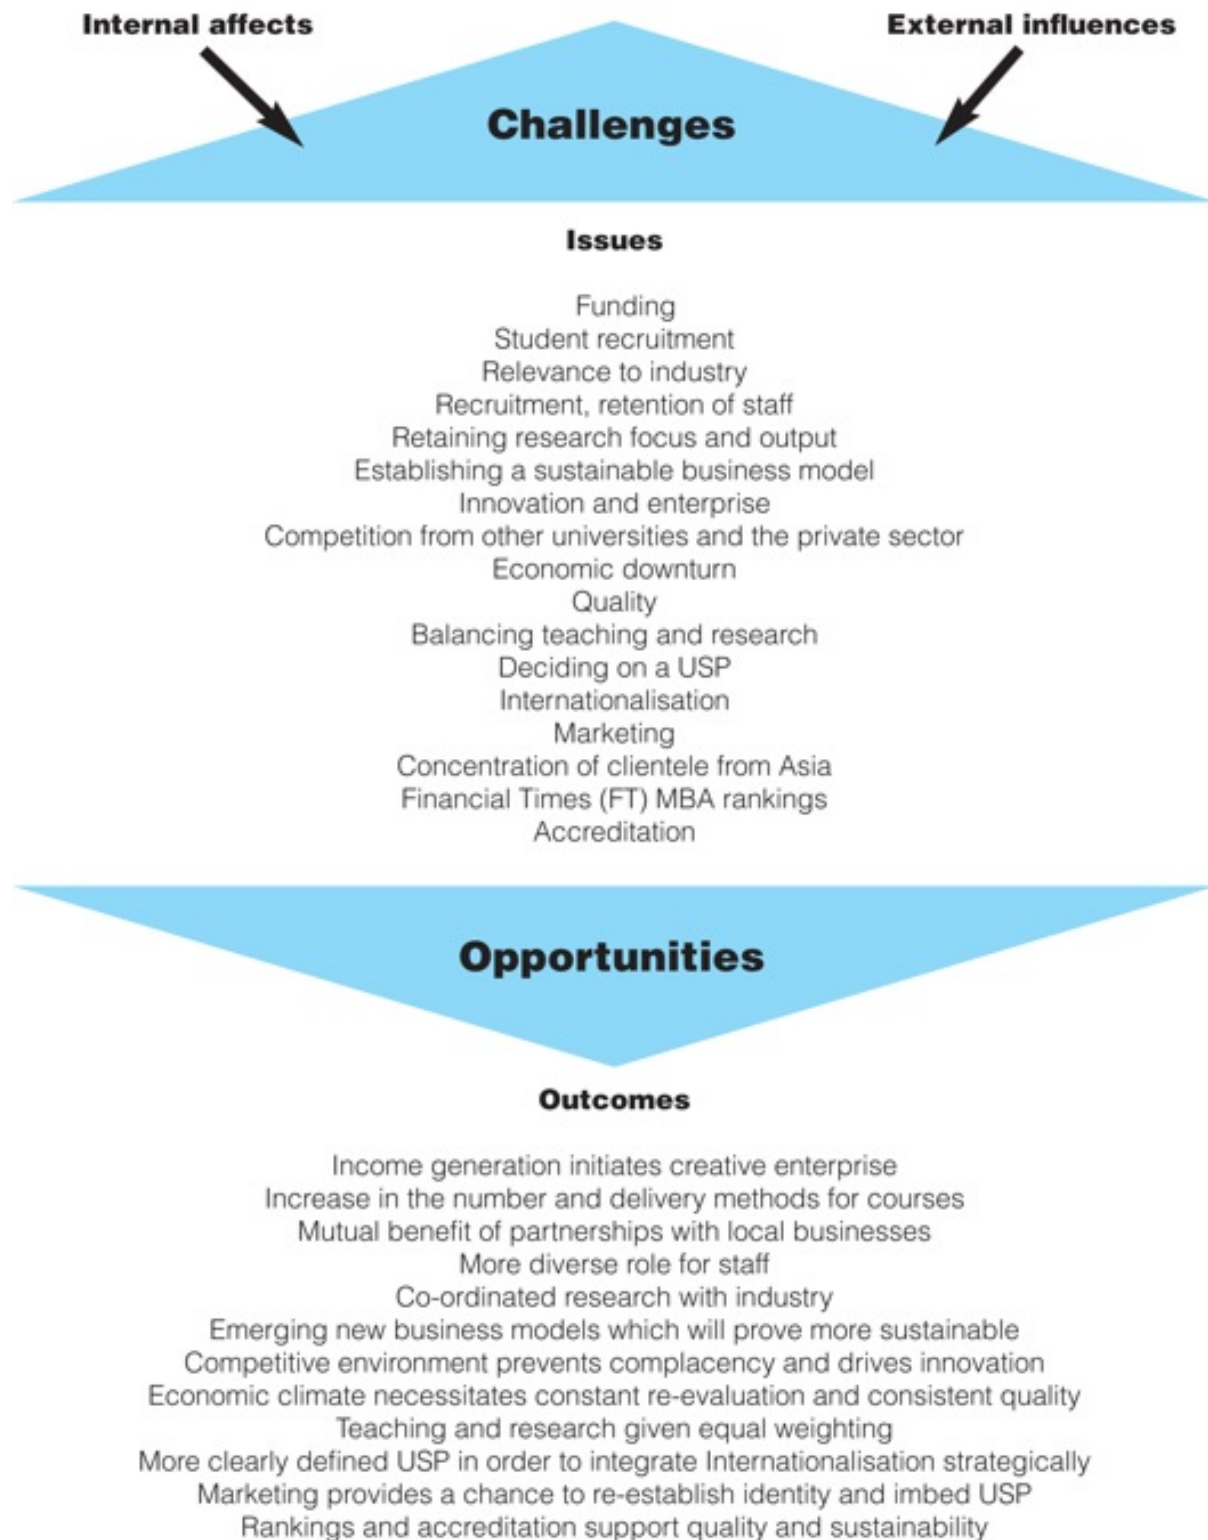 Internal affects
External influences
Challenges
Issues
Funding
Student recruitment
Relevance to industry
Recruitment, retention of staff
Retaining research focus and output
Establishing a sustainable business model
Innovation and enterprise
Competition from other universities and the private sector
Economic downturn
Quality
Balancing teaching and research
Deciding on a USP
Internationalisation
Marketing
Concentration of clientele from Asia
Financial Times (FT) MBA rankings
Accreditation
Opportunities
Outcomes
Income generation initiates creative enterprise
Increase in the number and delivery methods for courses
Mutual benefit of partnerships with local businesses
More diverse role for staff
Co-ordinated research with industry
Emerging new business models which will prove more sustainable
Competitive environment prevents complacency and drives innovation
Economic climate necessitates constant re-evaluation and consistent quality
Teaching and research given equal weighting
More clearly defined USP in order to integrate Internationalisation strategically
Marketing provides a chance to re-establish identity and imbed USP
Rankings and accreditation support quality and sustainability